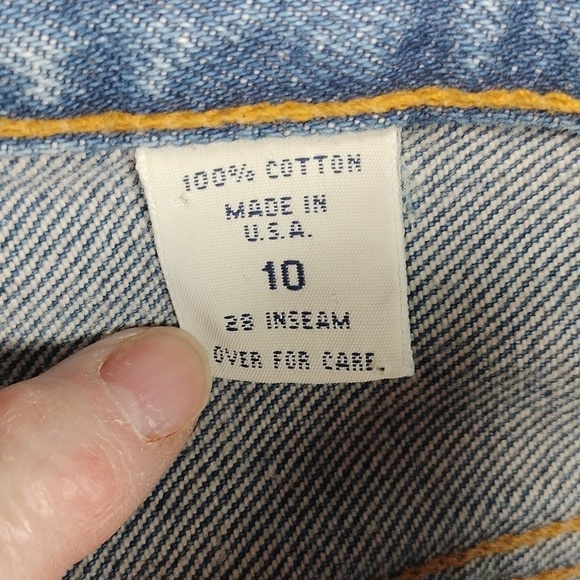 100% COTTON
MADE IN
U.S.A.
10
28 INSEAM
OVER FOR CARE.